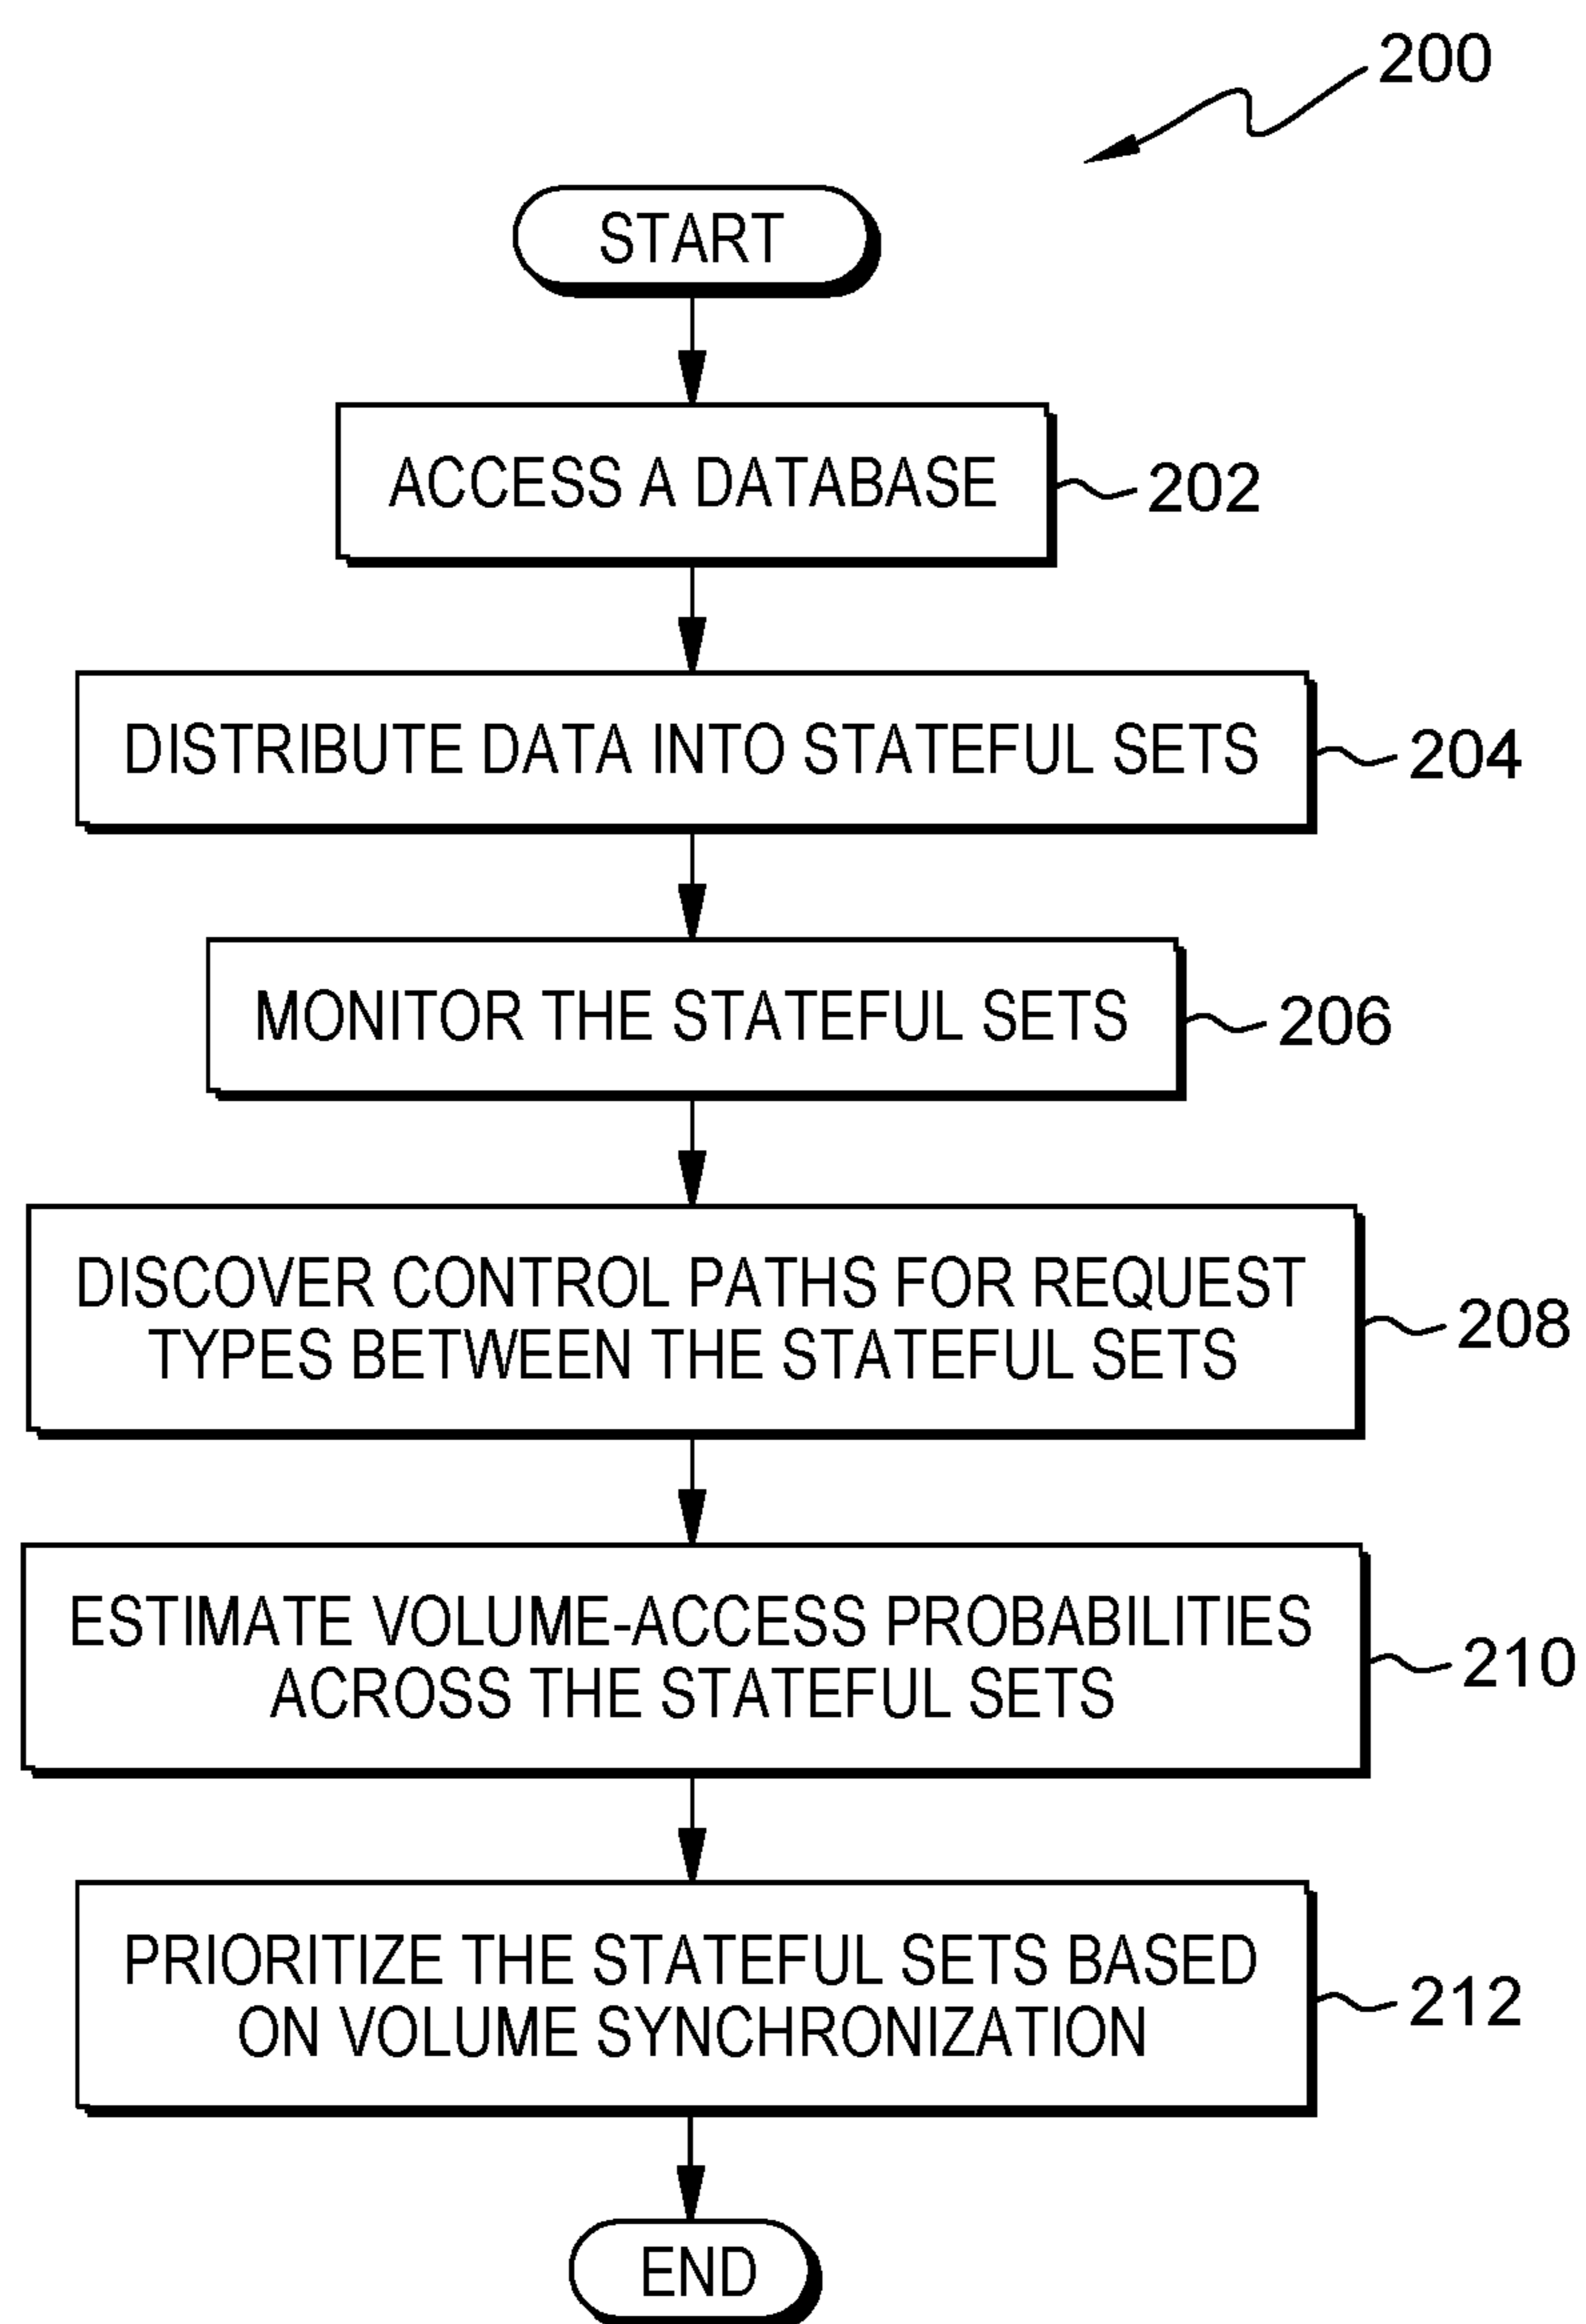 200
START
ACCESS A DATABASE
202
DISTRIBUTE DATA INTO STATEFUL SETS
204
MONITOR THE STATEFUL SETS
206
DISCOVER CONTROL PATHS FOR REQUEST
TYPES BETWEEN THE STATEFUL SETS
208
ESTIMATE VOLUME-ACCESS PROBABILITIES
ACROSS THE STATEFUL SETS
210
PRIORITIZE THE STATEFUL SETS BASED
ON VOLUME SYNCHRONIZATION
212
END